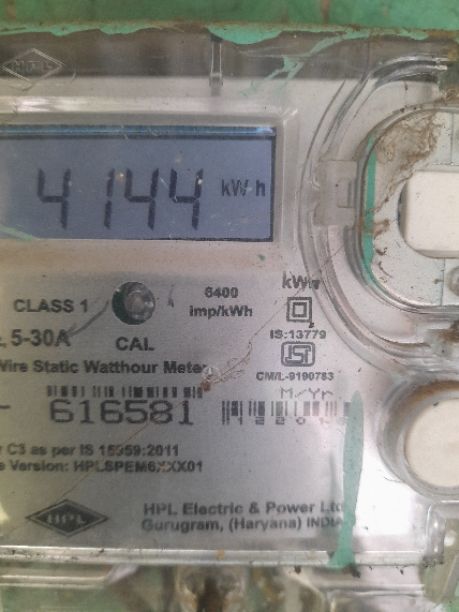 HPL
4144 kWh
kWh
CLASS 1
6400
imp/kWh
5-30A
CAL
IS:13779
Wire Static Watthour Meter
CM/L-9190783
M/Yr
616581
C3 as per IS 15959:2011
Version:
HPL
HPL Electric & Power Ltd
Gurugram, (Haryana) INDIA